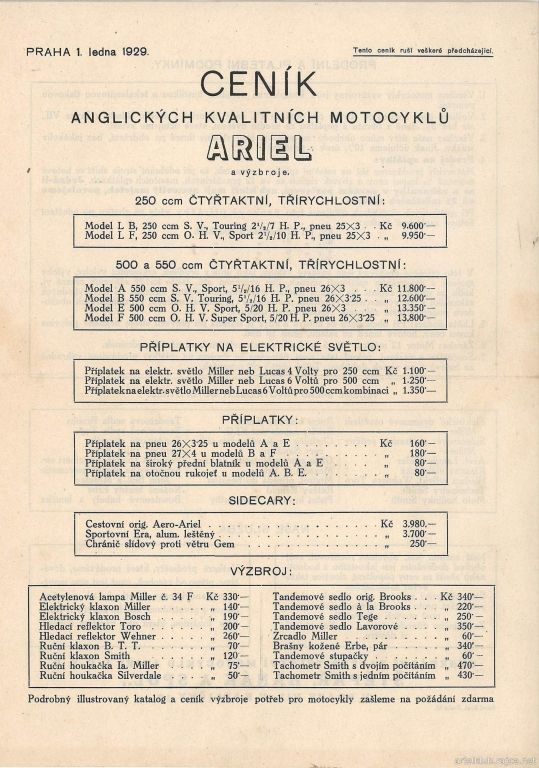 PRAHA 1. ledna 1929.
Tento ceník ruší veškeré předcházející.
CENÍK
ANGLICKÝCH KVALITNÍCH MOTOCYKLŮ
ARIEL
a výzbroje.
250 ccm ČTYŘTAKTNÍ, TŘÍRYCHLOSTNÍ:
Model L B, 250 ccm S. V., Touring 2¹/₂/7 H. P., pneu 25×3 . . Kč 9.600'—
Model L F, 250 ccm O. H. V., Sport 2¹/₂/10 H. P., pneu 25×3 . „ 9.950'—
500 a 550 ccm ČTYŘTAKTNÍ, TŘÍRYCHLOSTNÍ:
Model A 550 ccm S. V., Sport, 5¹/₂/16 H. P., pneu 26×3 . . . Kč 11.800'—
Model B 550 ccm S. V. Touring, 5¹/₂/16 H. P. pneu 26×3·25 . „ 12.600'—
Model E 500 ccm O. H. V. Sport, 5/20 H. P. pneu 26×3 . . . „ 13.350'—
Model F 500 ccm O. H. V. Super Sport, 5/20 H. P. pneu 26×3·25 „ 13.800'—
PŘÍPLATKY NA ELEKTRICKÉ SVĚTLO:
Příplatek na elektr. světlo Miller neb Lucas 4 Volty pro 250 ccm Kč 1.100'—
Příplatek na elektr. světlo Miller neb Lucas 6 Voltů pro 500 ccm „ 1.250'—
Příplatek na elektr. světlo Miller neb Lucas 6 Voltů pro 500 ccm kombinaci „ 1.350'—
PŘÍPLATKY:
Příplatek na pneu 26×3·25 u modelů A a E . . . . . . . . Kč 160'—
Příplatek na pneu 27×4 u modelů B a F . . . . . . . . . „ 180'—
Příplatek na široký přední blatník u modelů A a E . . . . . „ 80'—
Příplatek na otočnou rukojeť u modelů A. B. E. . . . . . . „ 80'—
SIDECARY:
Cestovní orig. Aero-Ariel . . . . . . . . . . . . . Kč 3.980.—
Sportovní Era, alum. leštěný . . . . . . . . . . . . „ 3.700'—
Chránič slídový proti větru Gem . . . . . . . . . . . „ 250'—
VÝZBROJ:
Acetylenová lampa Miller č. 34 F Kč 330'—
Elektrický klaxon Miller . . . . „ 140'—
Elektrický klaxon Bosch . . . . „ 190'—
Hledací reflektor Toro . . . . „ 200'—
Hledací reflektor Wehner . . . „ 260'—
Ruční klaxon B. T. T. . . . . . „ 70'—
Ruční klaxon Smith . . . . . . „ 120'—
Ruční houkačka Ia. Miller . . . „ 75'—
Ruční houkačka Silverdale . . . „ 50'—
Tandemové sedlo orig. Brooks . . Kč 340'—
Tandemové sedlo à la Brooks . . . „ 220'—
Tandemové sedlo Tege . . . . . „ 250'—
Tandemové sedlo Lavorové . . . . „ 350'—
Zrcadlo Miller . . . . . . . . „ 60'—
Brašny kožené Erbe, pár . . . . „ 340'—
Tandemové stupačky . . . . . . „ 60'—
Tachometr Smith s dvojím počítáním „ 470'—
Tachometr Smith s jedním počítáním „ 430'—
Podrobný illustrovaný katalog a ceník výzbroje potřeb pro motocykly zašleme na požádání zdarma